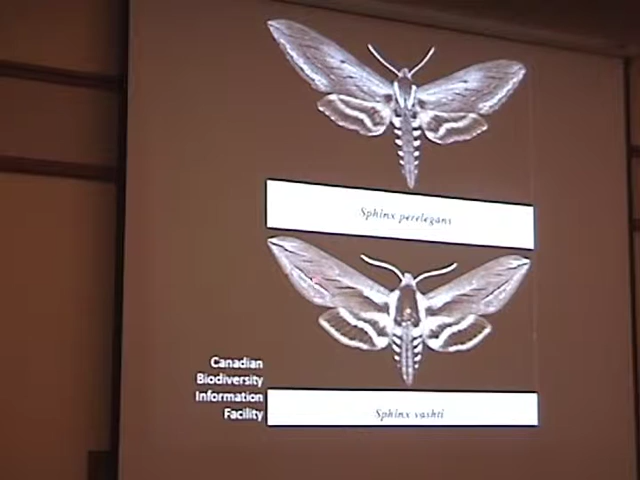 Sphinx perelegans
Canadian
Biodiversity
Information
Facility
Sphinx vashti